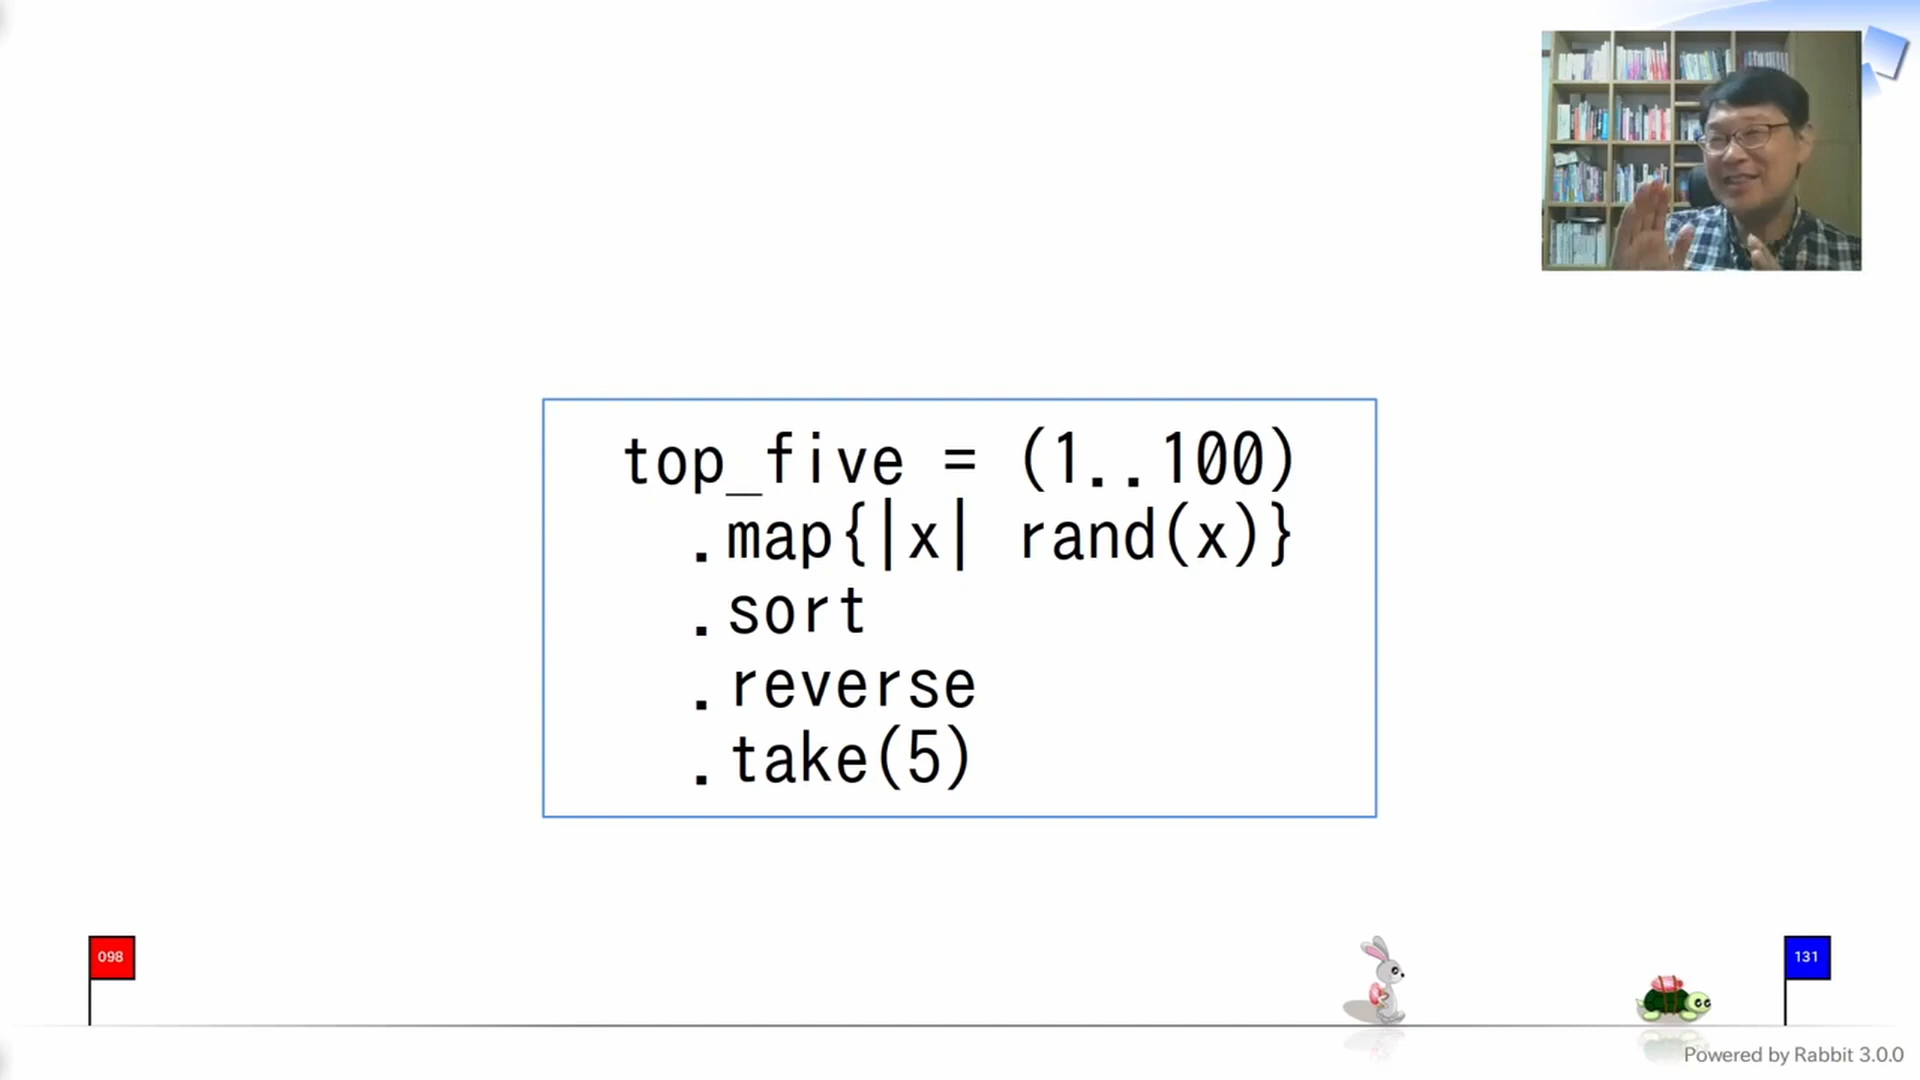 top_five = (1..100)
.map{|x| rand(x)}
.sort
.reverse
.take(5)
098
131
Powered by Rabbit 3.0.0